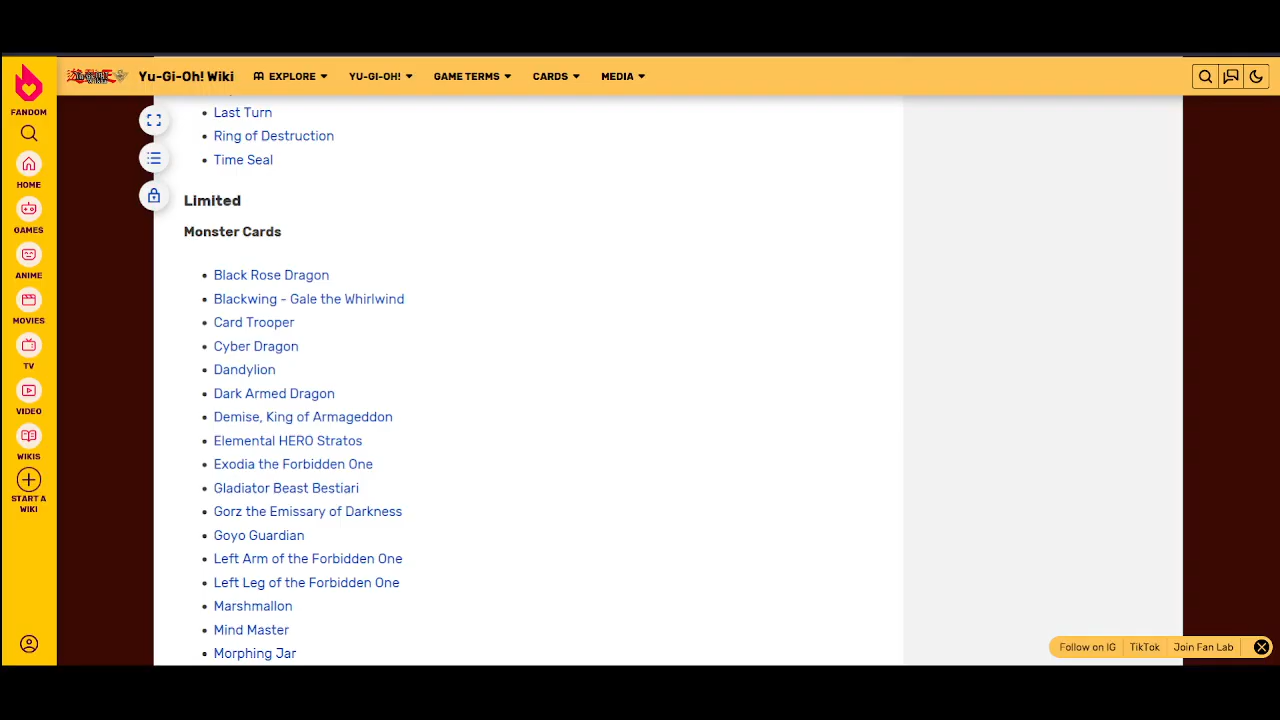 FANDOM
HOME
GAMES
ANIME
MOVIES
TV
VIDEO
WIKIS
START A
WIKI
Yu-Gi-Oh! Wiki
EXPLORE
YU-GI-OH!
GAME TERMS
CARDS
MEDIA
Last Turn
Ring of Destruction
Time Seal
Limited
Monster Cards
Black Rose Dragon
Blackwing - Gale the Whirlwind
Card Trooper
Cyber Dragon
Dandylion
Dark Armed Dragon
Demise, King of Armageddon
Elemental HERO Stratos
Exodia the Forbidden One
Gladiator Beast Bestiari
Gorz the Emissary of Darkness
Goyo Guardian
Left Arm of the Forbidden One
Left Leg of the Forbidden One
Marshmallon
Mind Master
Morphing Jar
Follow on IG
TikTok
Join Fan Lab